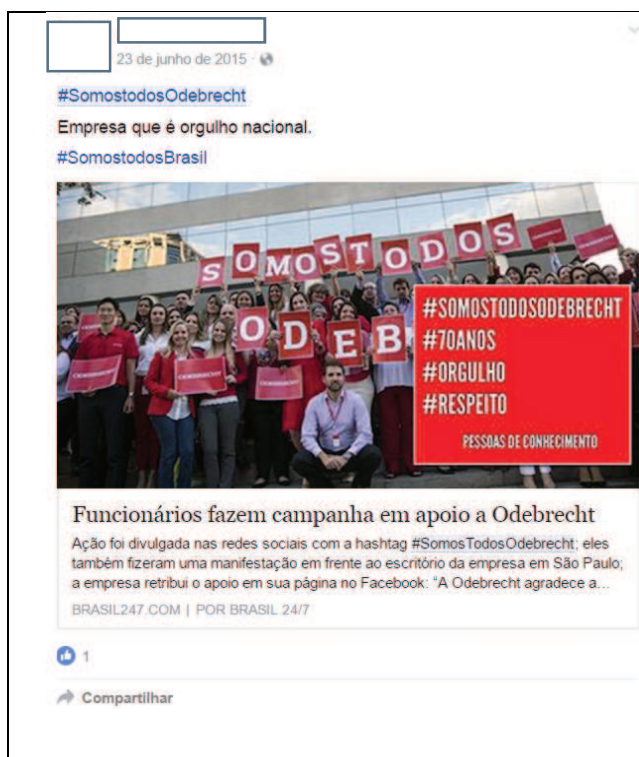 23 de junho de 2015 ·
#SomostodosOdebrecht
Empresa que é orgulho nacional.
#SomostodosBrasil
SOMOSTODOS
ODEB
ODEBRECHT
ODEBRECHT
#SOMOSTODOSODEBRECHT
#70ANOS
#ORGULHO
#RESPEITO
PESSOAS DE CONHECIMENTO
Funcionários fazem campanha em apoio a Odebrecht
Ação foi divulgada nas redes sociais com a hashtag #SomosTodosOdebrecht; eles
também fizeram uma manifestação em frente ao escritório da empresa em São Paulo;
a empresa retribui o apoio em sua página no Facebook: “A Odebrecht agradece a...
BRASIL247.COM | POR BRASIL 24/7
1
Compartilhar